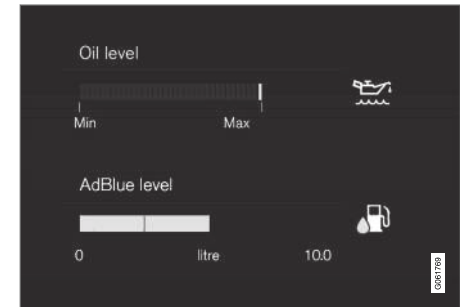 Oil level
Min Max
AdBlue level
0 litre 10.0
G061769